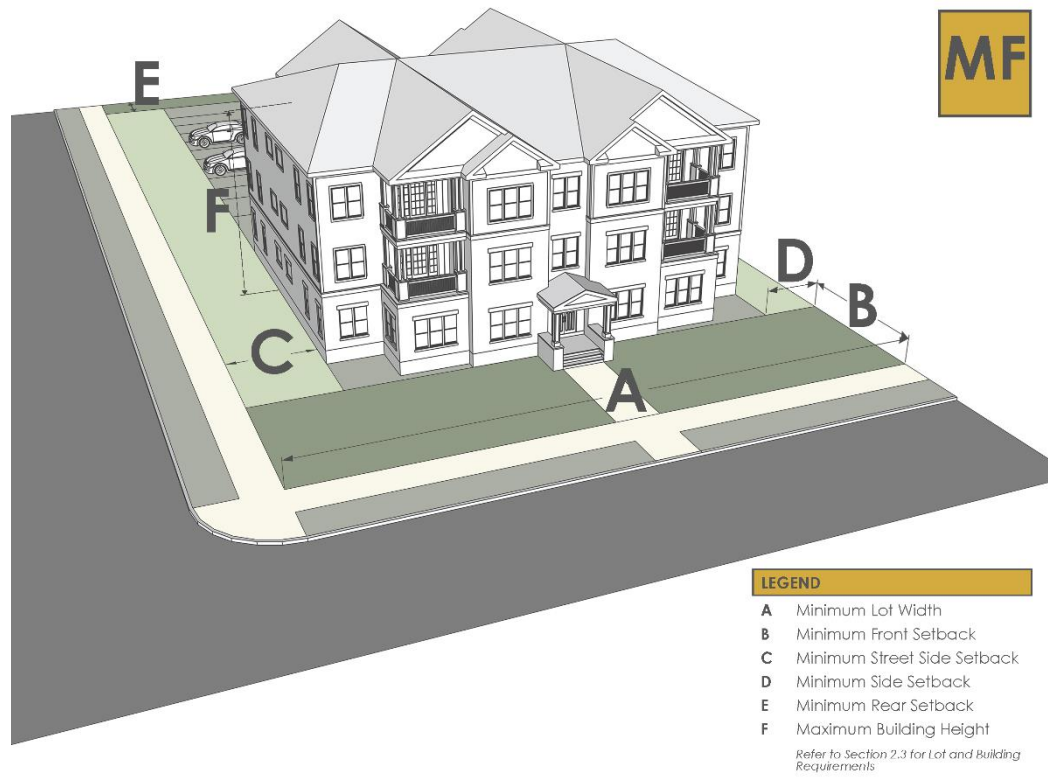 MF
E
F
C
D
B
A
LEGEND
A Minimum Lot Width
B Minimum Front Setback
C Minimum Street Side Setback
D Minimum Side Setback
E Minimum Rear Setback
F Maximum Building Height
Refer to Section 2.3 for Lot and Building
Requirements